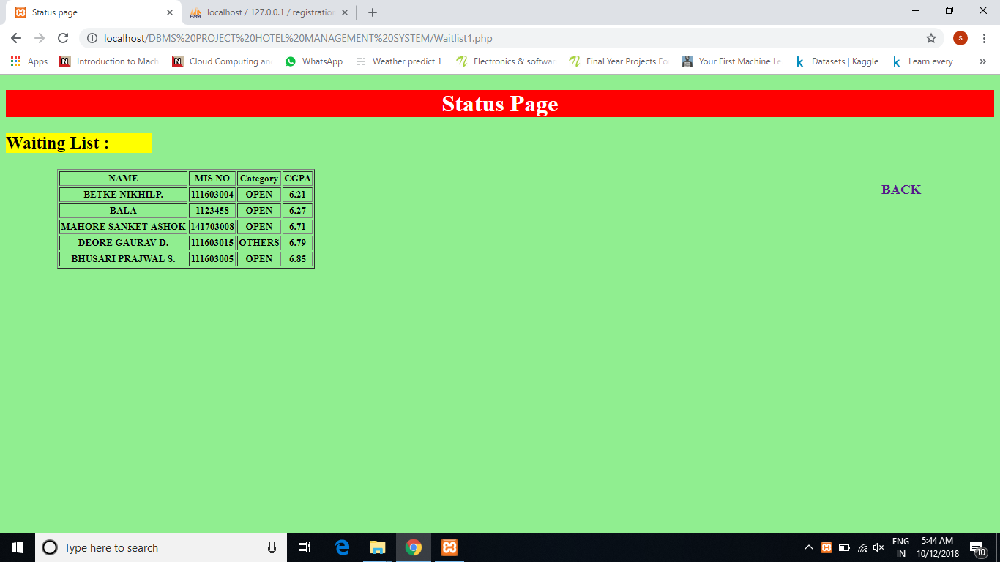 Status page
localhost / 127.0.0.1 / registration
localhost/DBMS%20PROJECT%20HOTEL%20MANAGEMENT%20SYSTEM/Waitlist1.php
S
Apps Introduction to Mach Cloud Computing an WhatsApp Weather predict 1 Electronics & softwar Final Year Projects Fo Your First Machine Le Datasets | Kaggle Learn every
Status Page
Waiting List :
NAME MIS NO Category CGPA
BETKE NIKHILP. 111603004 OPEN 6.21
BALA 1123458 OPEN 6.27
MAHORE SANKET ASHOK 141703008 OPEN 6.71
DEORE GAURAV D. 111603015 OTHERS 6.79
BHUSARI PRAJWAL S. 111603005 OPEN 6.85
BACK
Type here to search
ENG
IN
5:44 AM
10/12/2018
10